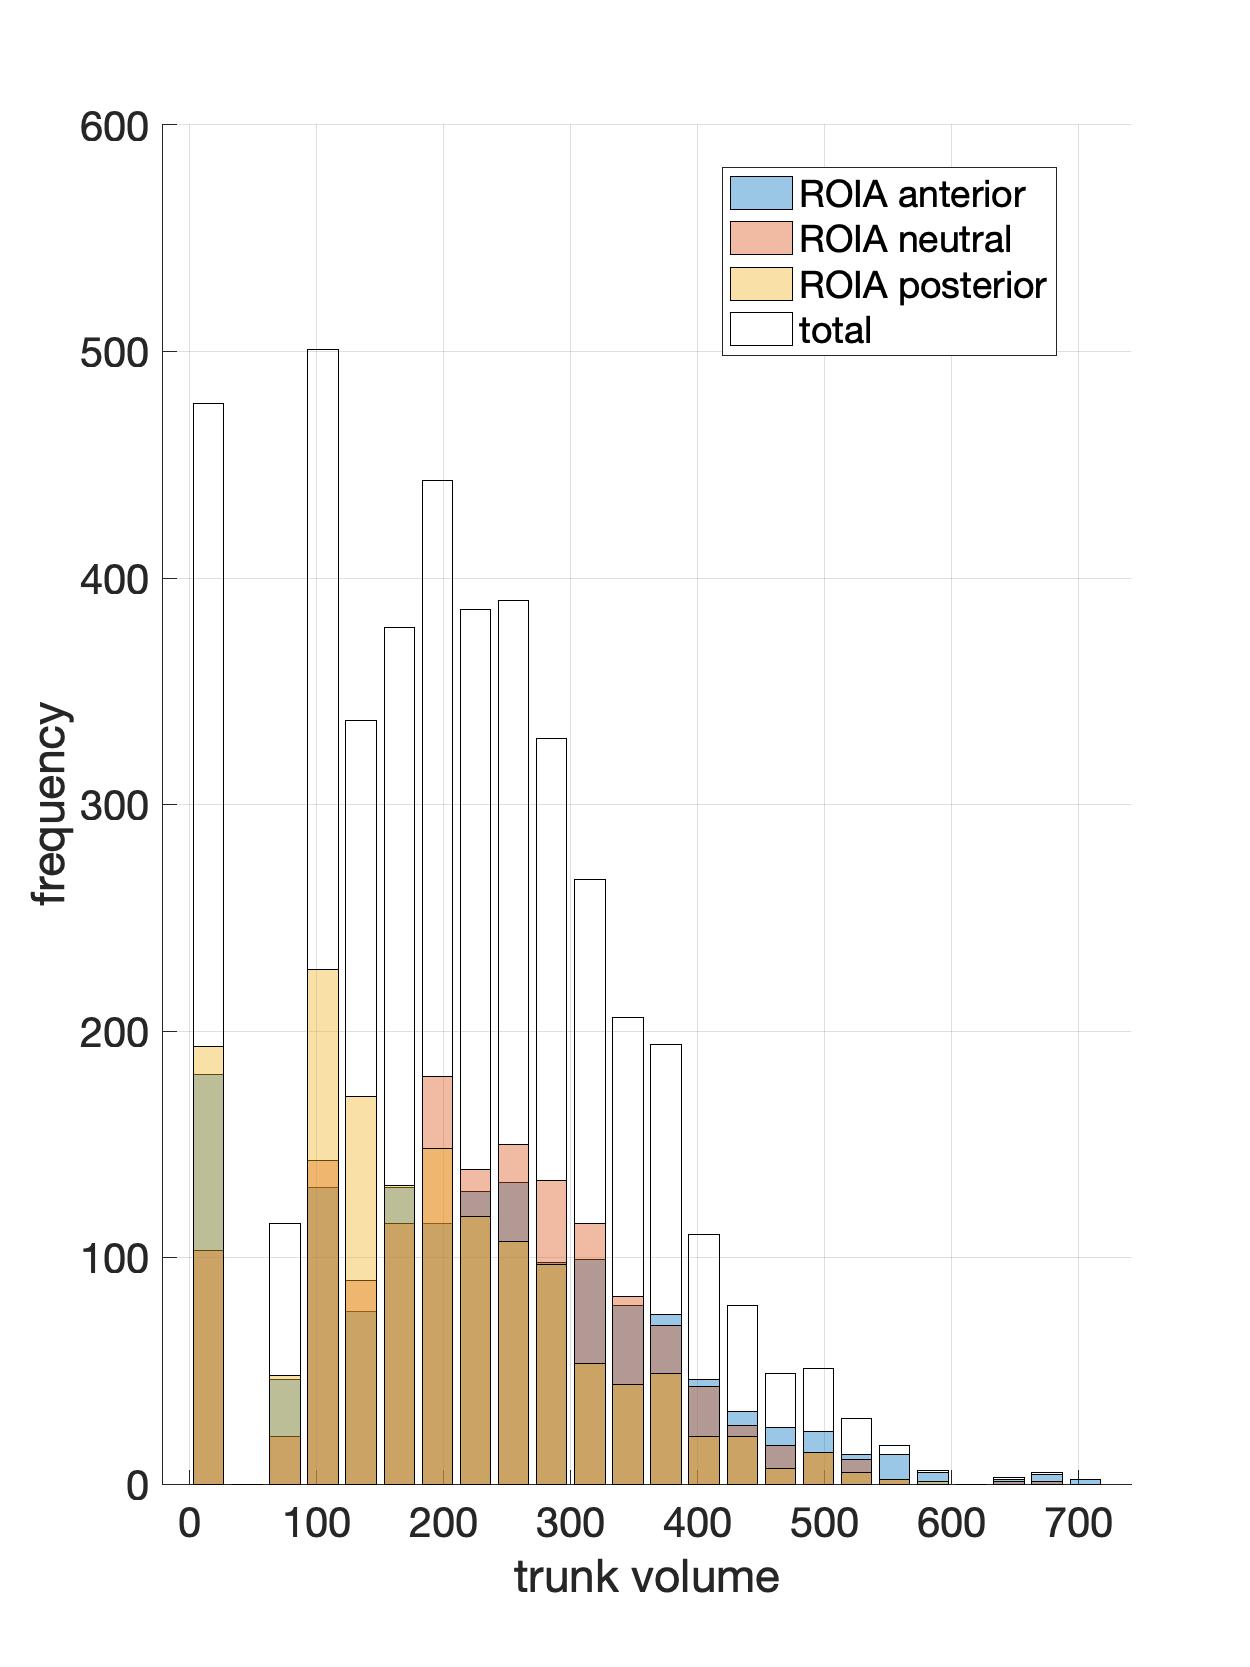 600
500
400
300
200
100
0
frequency
ROIA anterior
ROIA neutral
ROIA posterior
total
0 100 200 300 400 500 600 700
trunk volume